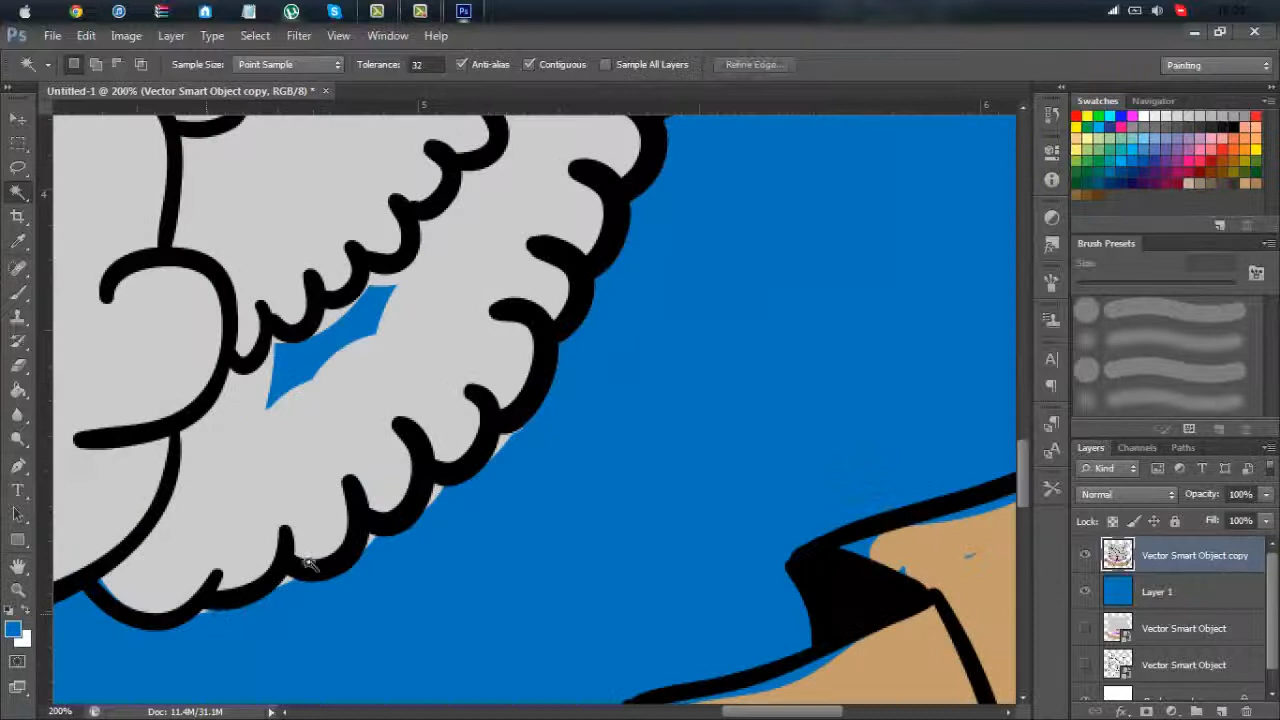 Ps File Edit Image Layer Type Select Filter View Window Help
Sample Size: Point Sample Tolerance: 32 Anti-alias Contiguous Sample All Layers Refine Edge... Painting
Untitled-1 @ 200% (Vector Smart Object copy, RGB/8) * ×
5 6
4
Swatches Navigator
Brush Presets
Size:
Layers Channels Paths
Kind
Normal Opacity: 100%
Lock: Fill: 100%
Vector Smart Object copy
Layer 1
Vector Smart Object
Vector Smart Object
200% Doc: 11.4M/31.1M